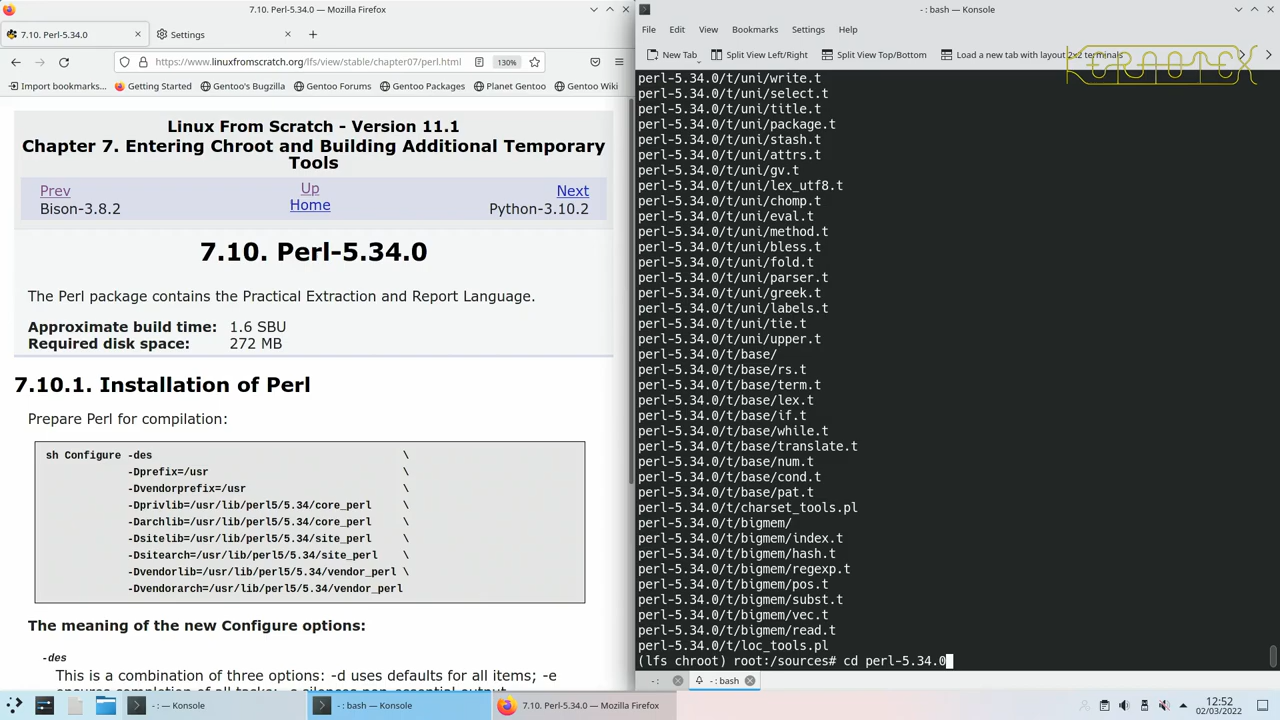 7.10. Perl-5.34.0 — Mozilla Firefox
- : bash — Konsole
7.10. Perl-5.34.0
Settings
File Edit View Bookmarks Settings Help
https://www.linuxfromscratch.org/lfs/view/stable/chapter07/perl.html 130%
New Tab Split View Left/Right Split View Top/Bottom Load a new tab with layout 2×2 terminals
KERNOTEX
Import bookmarks... Getting Started Gentoo's Bugzilla Gentoo Forums Gentoo Packages Planet Gentoo Gentoo Wiki
Linux From Scratch - Version 11.1
Chapter 7. Entering Chroot and Building Additional Temporary
Tools
Prev Up Next
Bison-3.8.2 Home Python-3.10.2
7.10. Perl-5.34.0
The Perl package contains the Practical Extraction and Report Language.
Approximate build time: 1.6 SBU
Required disk space: 272 MB
7.10.1. Installation of Perl
Prepare Perl for compilation:
sh Configure -des \
-Dprefix=/usr \
-Dvendorprefix=/usr \
-Dprivlib=/usr/lib/perl5/5.34/core_perl \
-Darchlib=/usr/lib/perl5/5.34/core_perl \
-Dsitelib=/usr/lib/perl5/5.34/site_perl \
-Dsitearch=/usr/lib/perl5/5.34/site_perl \
-Dvendorlib=/usr/lib/perl5/5.34/vendor_perl \
-Dvendorarch=/usr/lib/perl5/5.34/vendor_perl
The meaning of the new Configure options:
-des
This is a combination of three options: -d uses defaults for all items; -e
ensures completion of all tasks; -s silences non-essential output.
perl-5.34.0/t/uni/write.t
perl-5.34.0/t/uni/select.t
perl-5.34.0/t/uni/title.t
perl-5.34.0/t/uni/package.t
perl-5.34.0/t/uni/stash.t
perl-5.34.0/t/uni/attrs.t
perl-5.34.0/t/uni/gv.t
perl-5.34.0/t/uni/lex_utf8.t
perl-5.34.0/t/uni/chomp.t
perl-5.34.0/t/uni/eval.t
perl-5.34.0/t/uni/method.t
perl-5.34.0/t/uni/bless.t
perl-5.34.0/t/uni/fold.t
perl-5.34.0/t/uni/parser.t
perl-5.34.0/t/uni/greek.t
perl-5.34.0/t/uni/labels.t
perl-5.34.0/t/uni/tie.t
perl-5.34.0/t/uni/upper.t
perl-5.34.0/t/base/
perl-5.34.0/t/base/rs.t
perl-5.34.0/t/base/term.t
perl-5.34.0/t/base/lex.t
perl-5.34.0/t/base/if.t
perl-5.34.0/t/base/while.t
perl-5.34.0/t/base/translate.t
perl-5.34.0/t/base/num.t
perl-5.34.0/t/base/cond.t
perl-5.34.0/t/base/pat.t
perl-5.34.0/t/charset_tools.pl
perl-5.34.0/t/bigmem/
perl-5.34.0/t/bigmem/index.t
perl-5.34.0/t/bigmem/hash.t
perl-5.34.0/t/bigmem/regexp.t
perl-5.34.0/t/bigmem/pos.t
perl-5.34.0/t/bigmem/subst.t
perl-5.34.0/t/bigmem/vec.t
perl-5.34.0/t/bigmem/read.t
perl-5.34.0/t/loc_tools.pl
(lfs chroot) root:/sources# cd perl-5.34.0
- : - : bash
- : — Konsole - : bash — Konsole 7.10. Perl-5.34.0 — Mozilla Firefox
12:52
02/03/2022